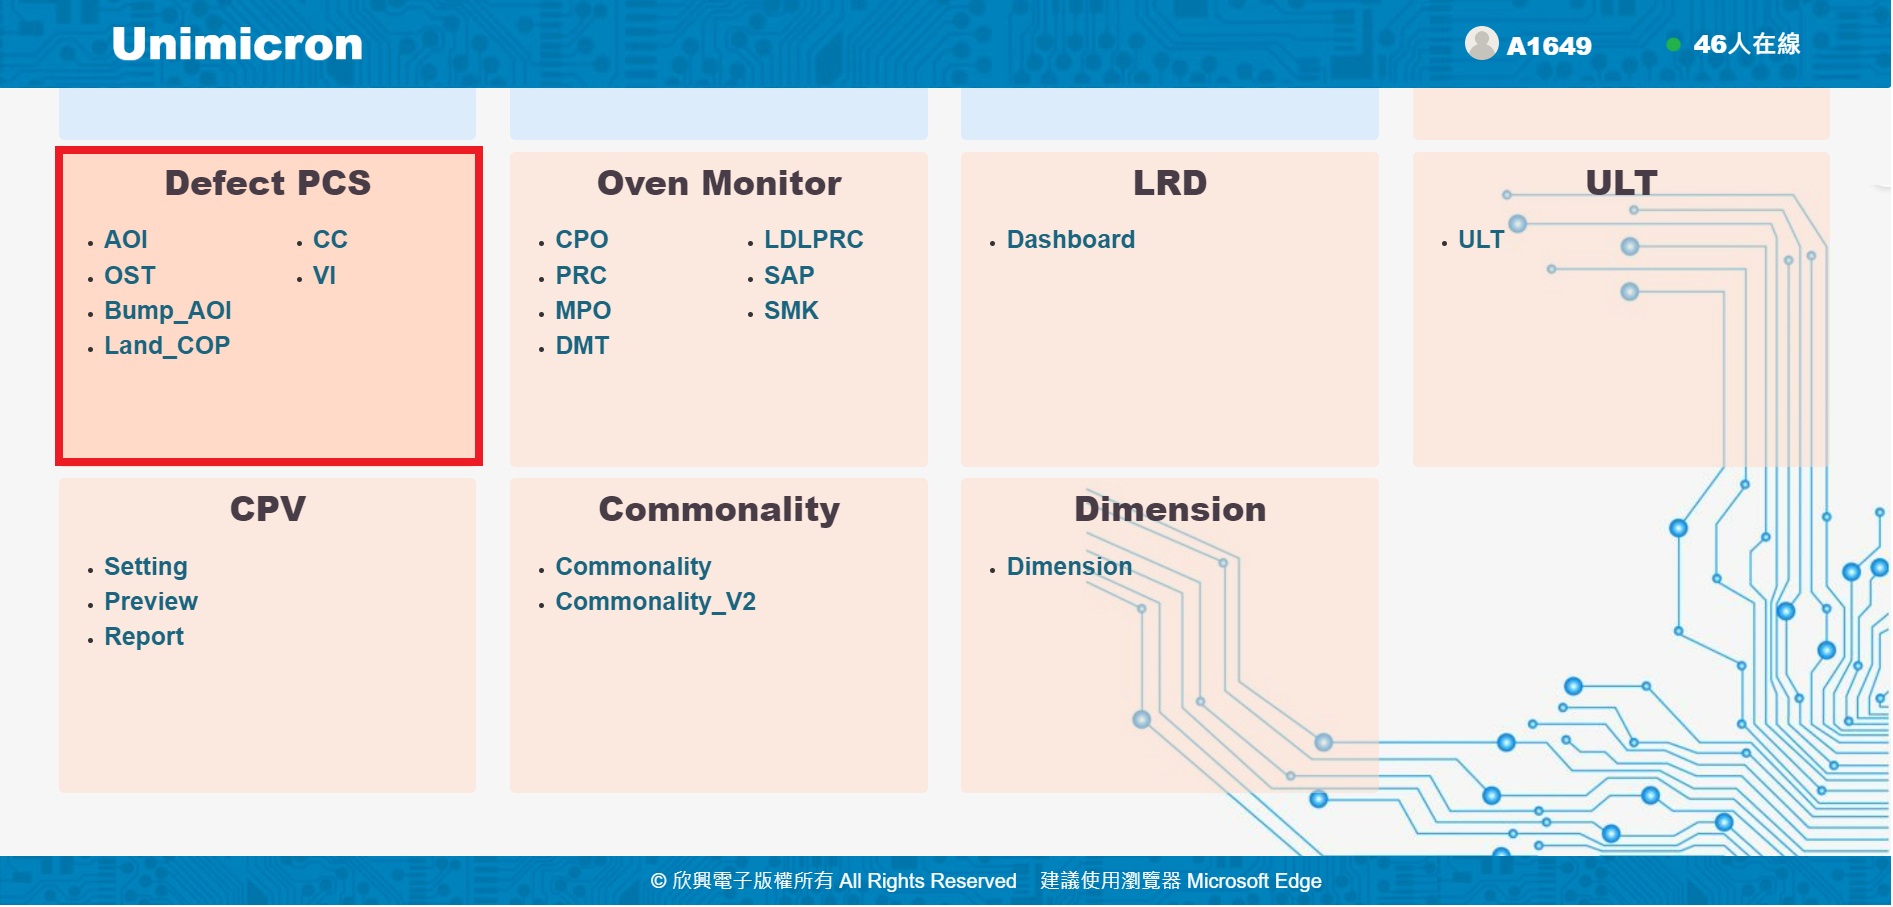 Unimicron
A1649
46人在線
Defect PCS
AOI
OST
Bump_AOI
Land_COP
CC
VI
Oven Monitor
CPO
PRC
MPO
DMT
LDLPRC
SAP
SMK
LRD
Dashboard
ULT
ULT
CPV
Setting
Preview
Report
Commonality
Commonality
Commonality_V2
Dimension
Dimension
© 欣興電子版權所有 All Rights Reserved 建議使用瀏覽器 Microsoft Edge